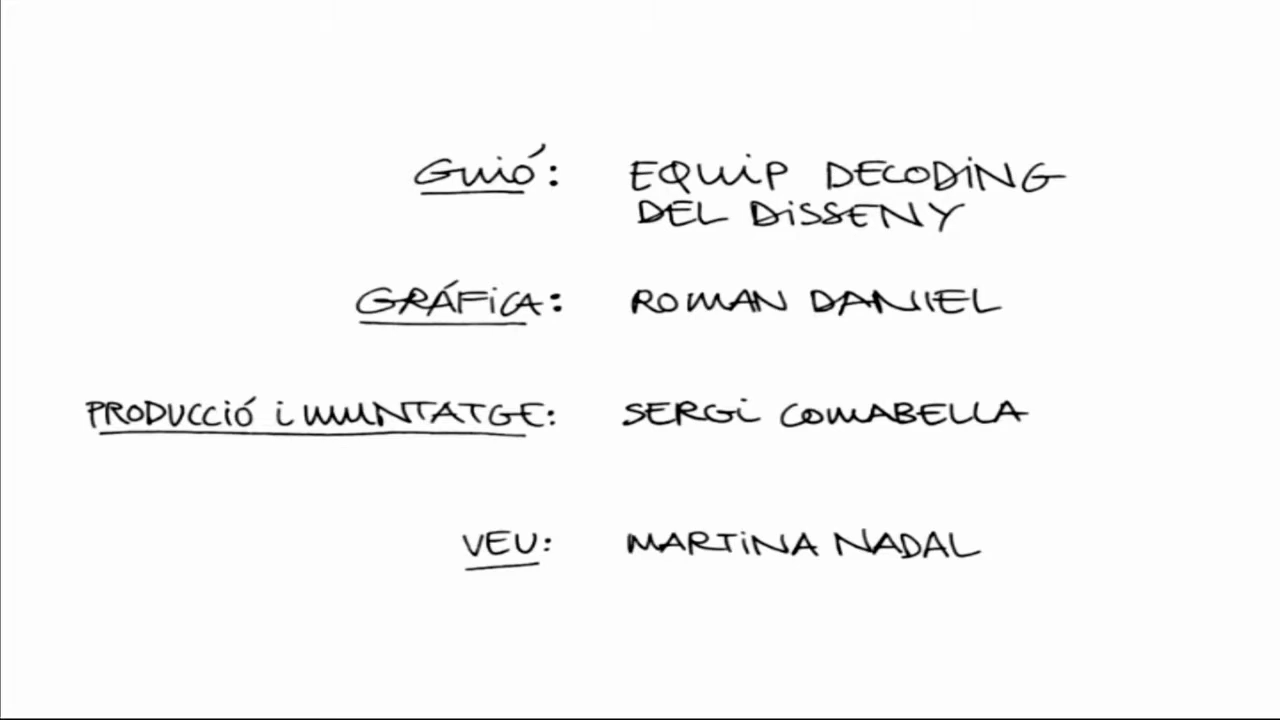 GUIÓ: EQUIP DECODING
DEL DISSENY
GRÁFICA: ROMAN DANIEL
PRODUCCIÓ i MUNTATGE: SERGI COMABELLA
VEU: MARTINA NADAL